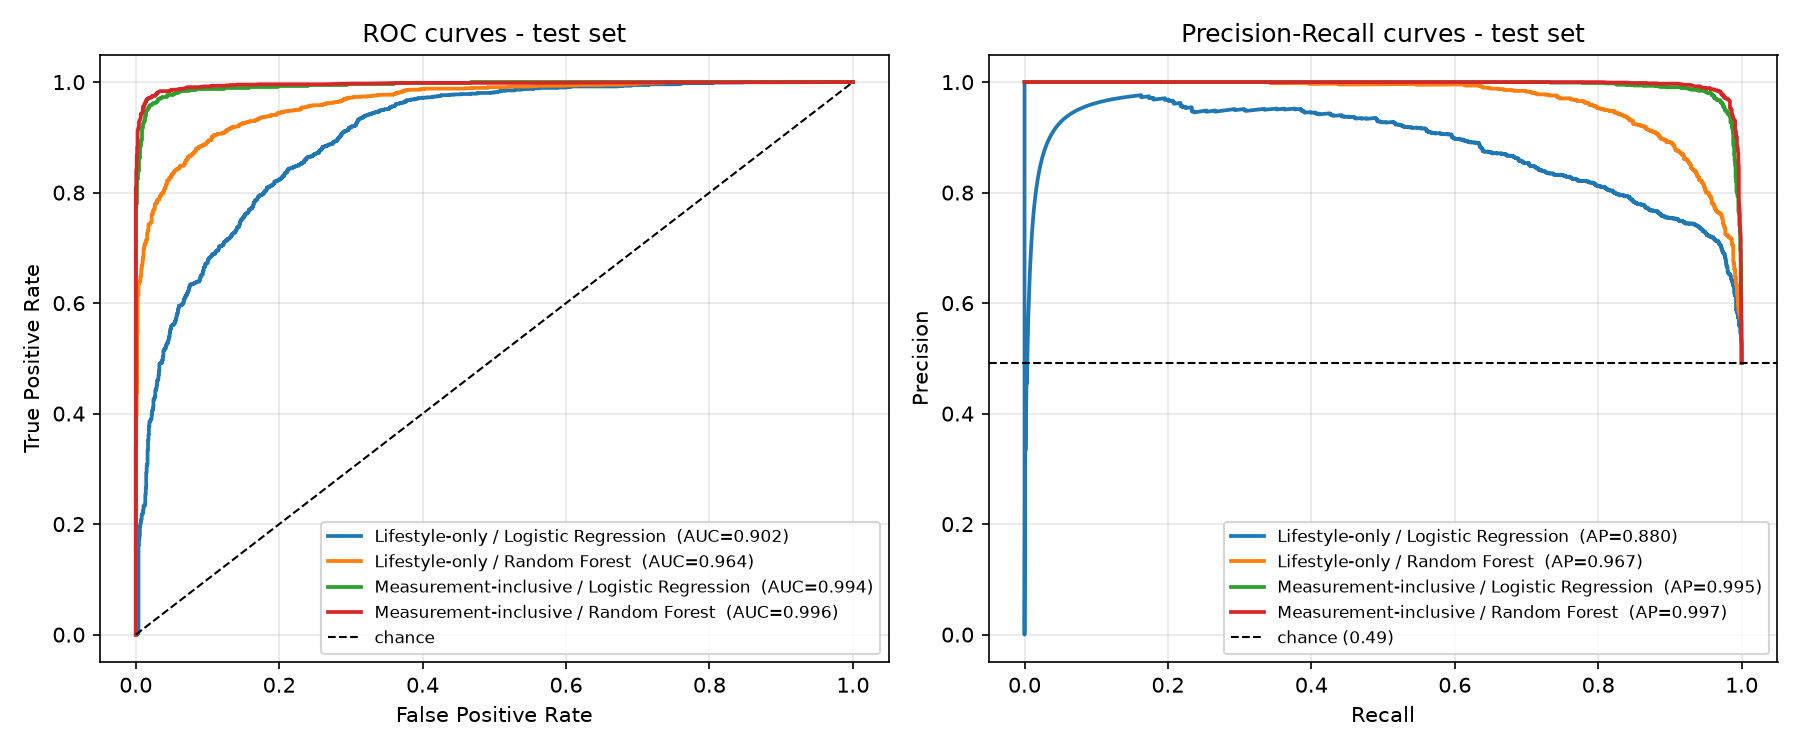 ROC curves - test set
True Positive Rate
1.0
0.8
0.6
0.4
0.2
0.0
Lifestyle-only / Logistic Regression (AUC=0.902)
Lifestyle-only / Random Forest (AUC=0.964)
Measurement-inclusive / Logistic Regression (AUC=0.994)
Measurement-inclusive / Random Forest (AUC=0.996)
chance
0.0 0.2 0.4 0.6 0.8 1.0
False Positive Rate
Precision-Recall curves - test set
Precision
1.0
0.8
0.6
0.4
0.2
0.0
Lifestyle-only / Logistic Regression (AP=0.880)
Lifestyle-only / Random Forest (AP=0.967)
Measurement-inclusive / Logistic Regression (AP=0.995)
Measurement-inclusive / Random Forest (AP=0.997)
chance (0.49)
0.0 0.2 0.4 0.6 0.8 1.0
Recall